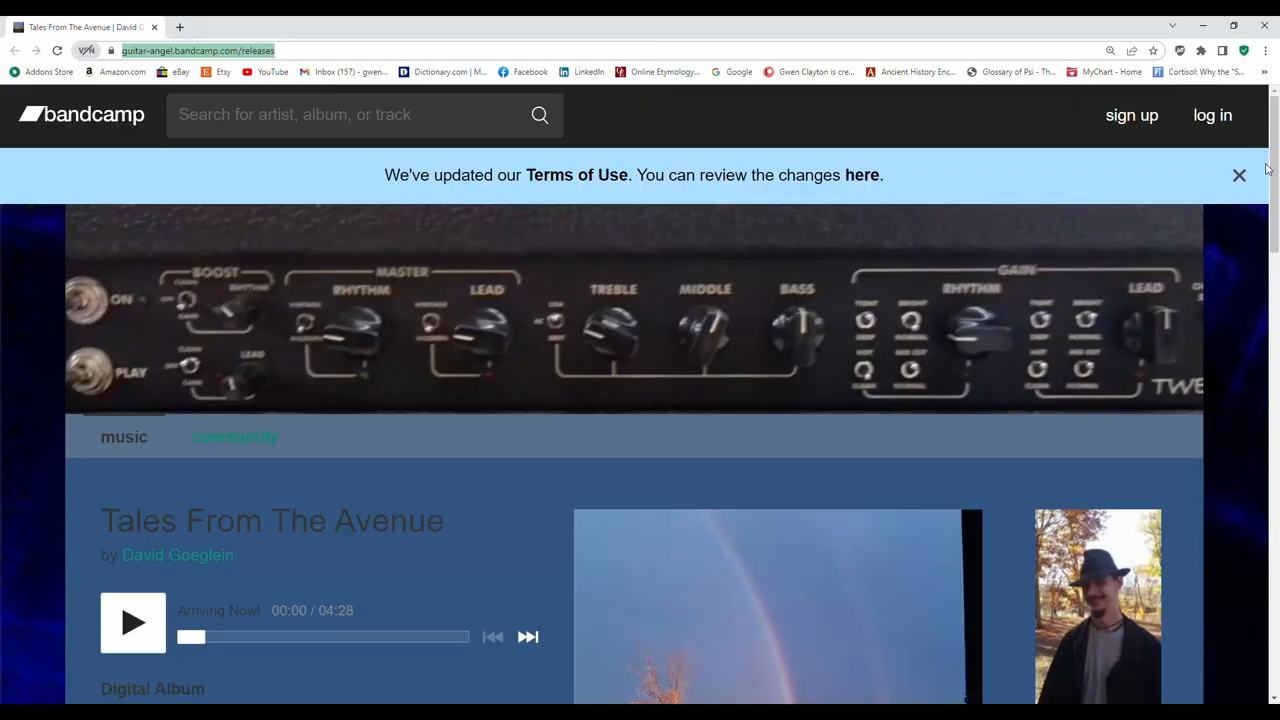 Tales From The Avenue | David G
guitar-angel.bandcamp.com/releases
Addons Store
Amazon.com
eBay
Etsy
YouTube
Inbox (157) - gwen...
Dictionary.com | M...
Facebook
LinkedIn
Online Etymology...
Google
Gwen Clayton is cre...
Ancient History Enc...
Glossary of Psi - Th...
MyChart - Home
Cortisol: Why the "S...
bandcamp
Search for artist, album, or track
sign up
log in
We've updated our Terms of Use. You can review the changes here.
BOOST
MASTER
GAIN
ON
RHYTHM
RHYTHM
LEAD
TREBLE
MIDDLE
BASS
RHYTHM
LEAD
PLAY
LEAD
TWE
music
community
Tales From The Avenue
by David Goeglein
Arriving Now! 00:00 / 04:28
Digital Album